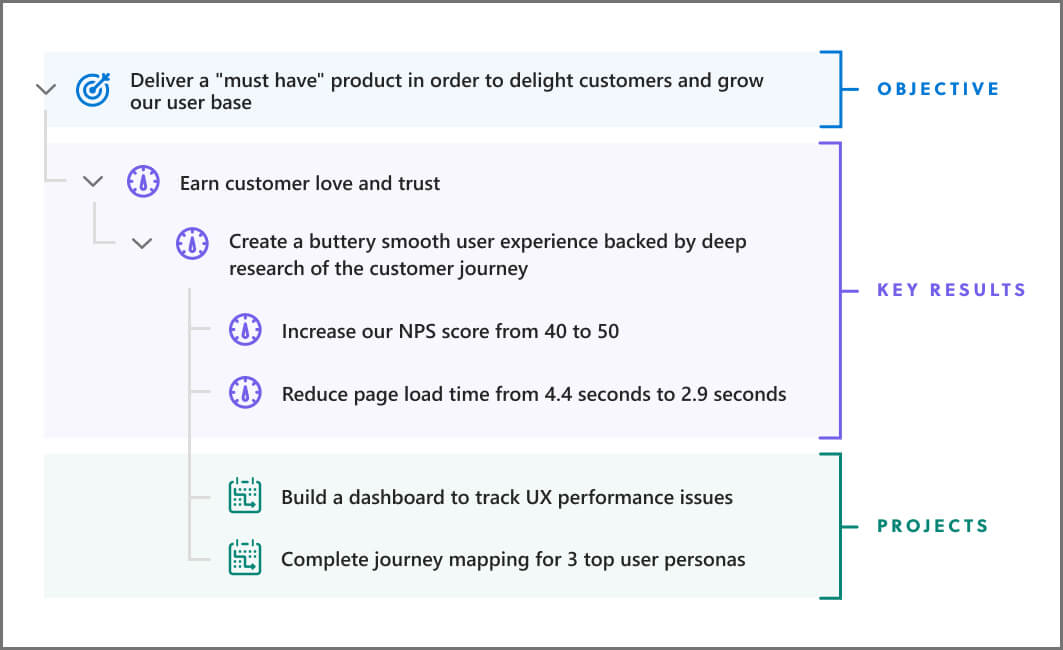 Deliver a "must have" product in order to delight customers and grow
our user base
OBJECTIVE
Earn customer love and trust
Create a buttery smooth user experience backed by deep
research of the customer journey
KEY RESULTS
Increase our NPS score from 40 to 50
Reduce page load time from 4.4 seconds to 2.9 seconds
Build a dashboard to track UX performance issues
PROJECTS
Complete journey mapping for 3 top user personas